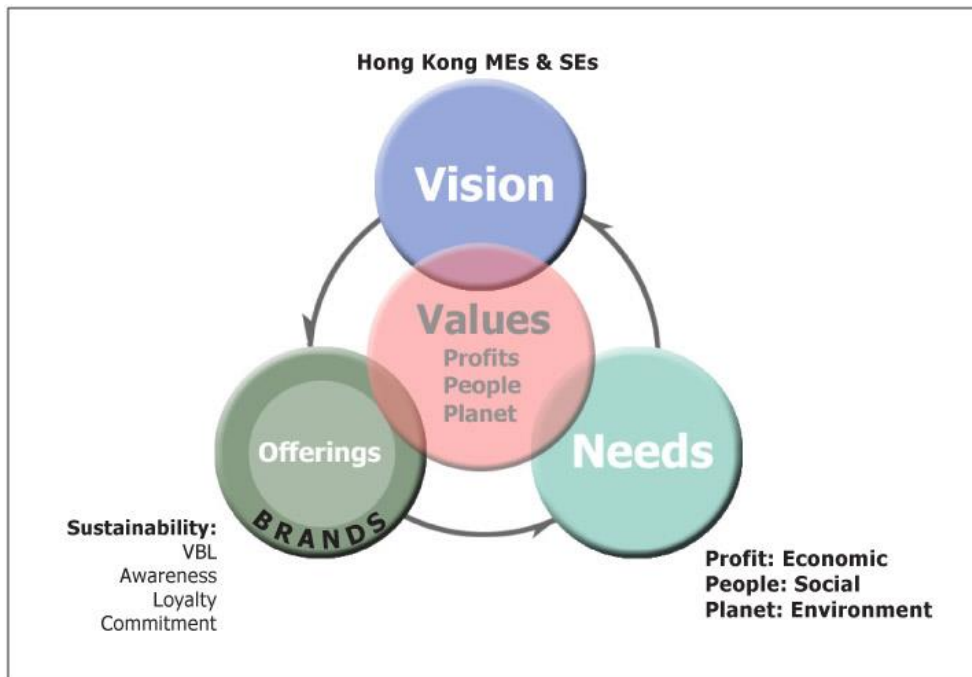 Hong Kong MEs & SEs
Vision
Values
Profits
People
Planet
Offerings
BRANDS
Needs
Sustainability:
VBL
Awareness
Loyalty
Commitment
Profit: Economic
People: Social
Planet: Environment